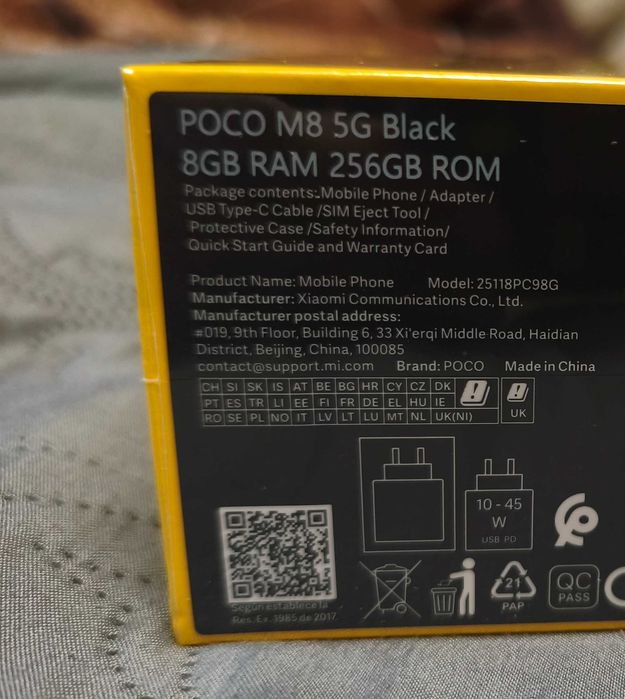 POCO M8 5G Black
8GB RAM 256GB ROM
Package contents:Mobile Phone / Adapter /
USB Type-C Cable /SIM Eject Tool /
Protective Case /Safety Information/
Quick Start Guide and Warranty Card
Product Name: Mobile Phone Model: 25118PC98G
Manufacturer: Xiaomi Communications Co., Ltd.
Manufacturer postal address:
#019, 9th Floor, Building 6, 33 Xi'erqi Middle Road, Haidian
District, Beijing, China, 100085
contact@support.mi.com Brand: POCO Made in China
CH SI SK IS AT BE BG HR CY CZ DK
PT ES TR LI EE FI FR DE EL HU IE
RO SE PL NO IT LV LT LU MT NL UK(NI)
UK
10 - 45
W
USB PD
21
PAP
QC
PASS
Según establece la
Res. Ex. 1985 de 2017